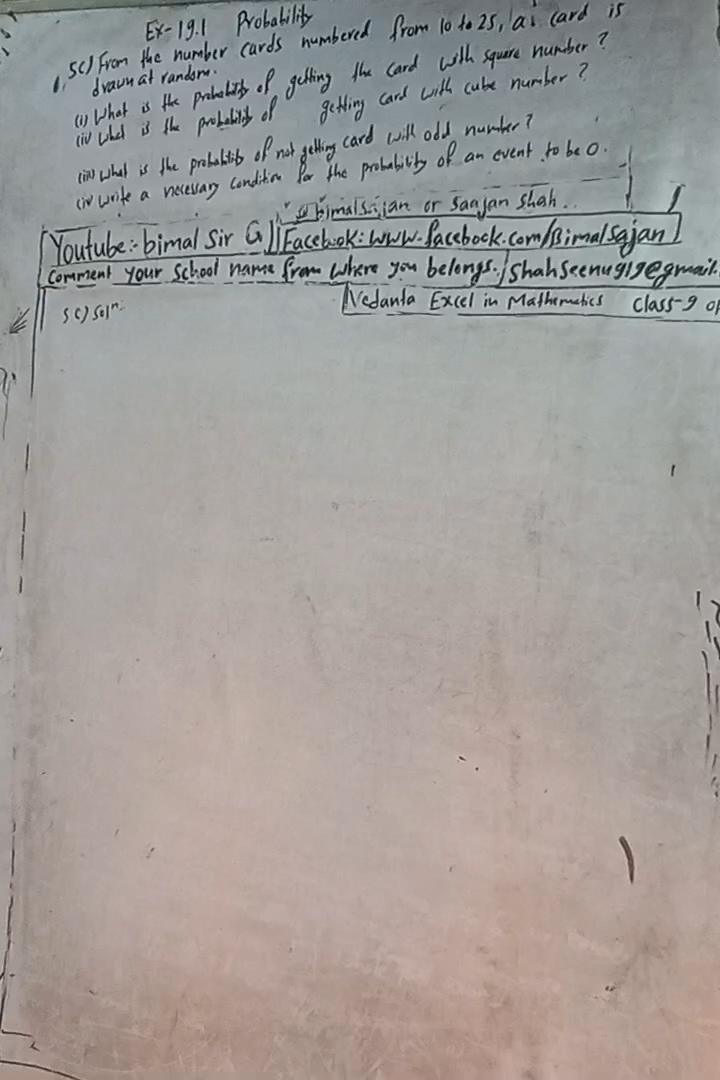 Ex-19.1 Probability
5c) From the number cards numbered from 10 to 25, a card is
drawn at random.
(i) What is the probability of getting the card with square number?
(ii) What is the probability of getting card with cube number?
(iii) What is the probability of not getting card with odd number?
(iv) Write a necessary condition for the probability of an event to be 0.
bimalsajan or Saajan Shah..
Youtube:- bimal Sir G || Facebook: www.facebook.com/Bimalsajan
Comment your School name from where you belongs. / Shahseenu919@gmail.
Vedanta Excel in Mathematics Class-9 op
5c) Solⁿ.